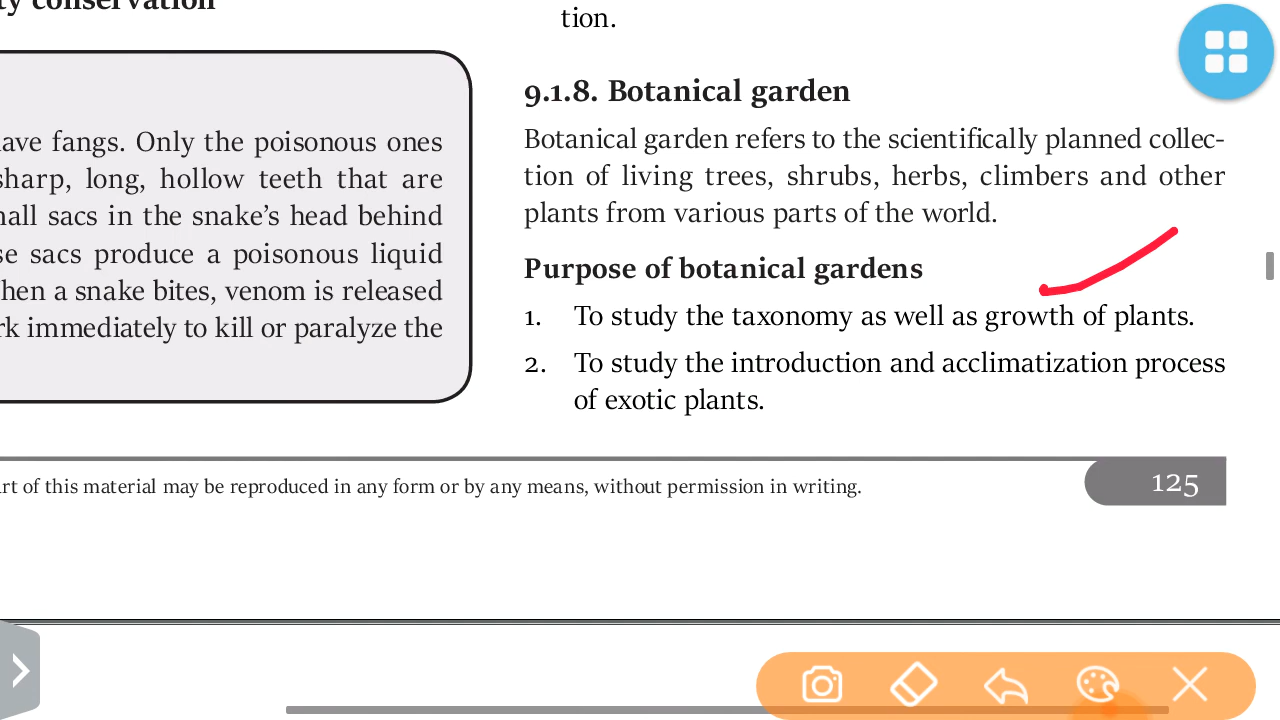 conservation
ave fangs. Only the poisonous ones
sharp, long, hollow teeth that are
all sacs in the snake's head behind
se sacs produce a poisonous liquid
hen a snake bites, venom is released
rk immediately to kill or paralyze the
tion.
9.1.8. Botanical garden
Botanical garden refers to the scientifically planned collec-
tion of living trees, shrubs, herbs, climbers and other
plants from various parts of the world.
Purpose of botanical gardens
1. To study the taxonomy as well as growth of plants.
2. To study the introduction and acclimatization process
of exotic plants.
rt of this material may be reproduced in any form or by any means, without permission in writing.
125